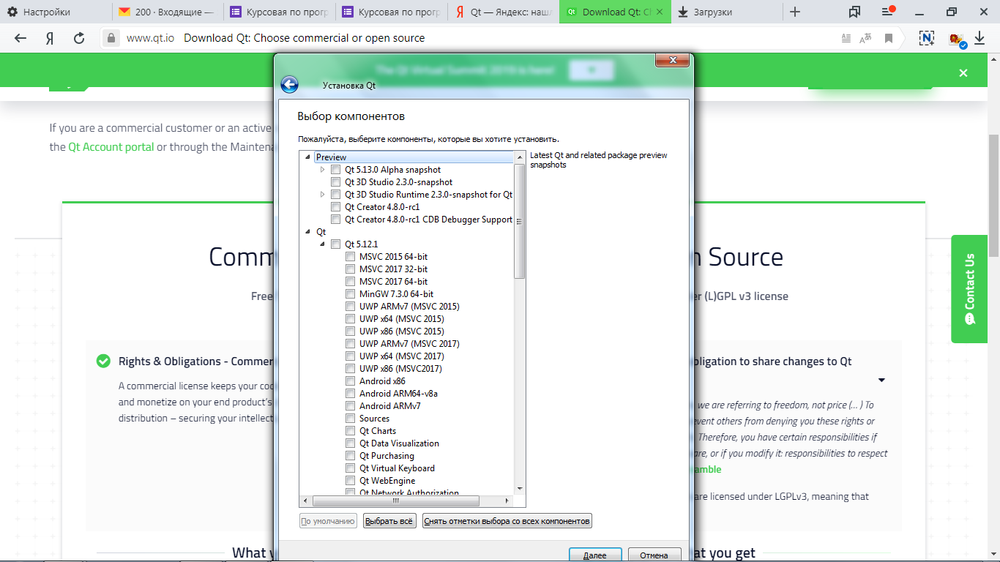 Настройки
200 · Входящие —
Курсовая по прогр
Курсовая по прогр
Qt — Яндекс: нашл
Download Qt: Ch
Загрузки
www.qt.io Download Qt: Choose commercial or open source
The Qt Virtual Summit 2019 is here!
Установка Qt
If you are a commercial customer or an active
the Qt Account portal or through the Maintena
Выбор компонентов
Пожалуйста, выберите компоненты, которые вы хотите установить.
Preview
Qt 5.13.0 Alpha snapshot
Qt 3D Studio 2.3.0-snapshot
Qt 3D Studio Runtime 2.3.0-snapshot for Qt
Qt Creator 4.8.0-rc1
Qt Creator 4.8.0-rc1 CDB Debugger Support
Qt
Qt 5.12.1
MSVC 2015 64-bit
MSVC 2017 32-bit
MSVC 2017 64-bit
MinGW 7.3.0 64-bit
UWP ARMv7 (MSVC 2015)
UWP x64 (MSVC 2015)
UWP x86 (MSVC 2015)
UWP ARMv7 (MSVC 2017)
UWP x64 (MSVC 2017)
UWP x86 (MSVC2017)
Android x86
Android ARM64-v8a
Android ARMv7
Sources
Qt Charts
Qt Data Visualization
Qt Purchasing
Qt Virtual Keyboard
Qt WebEngine
Qt Network Authorization
Latest Qt and related package preview
snapshots
По умолчанию
Выбрать всё
Снять отметки выбора со всех компонентов
Далее
Отмена
Comm
Free
Rights & Obligations - Commer
A commercial license keeps your cod
and monetize on your end product's
distribution – securing your intellect
What y
n Source
er (L)GPL v3 license
bligation to share changes to Qt
we are referring to freedom, not price (... ) To
event others from denying you these rights or
Therefore, you have certain responsibilities if
are, or if you modify it: responsibilities to respect
amble
are licensed under LGPLv3, meaning that
at you get
Contact Us